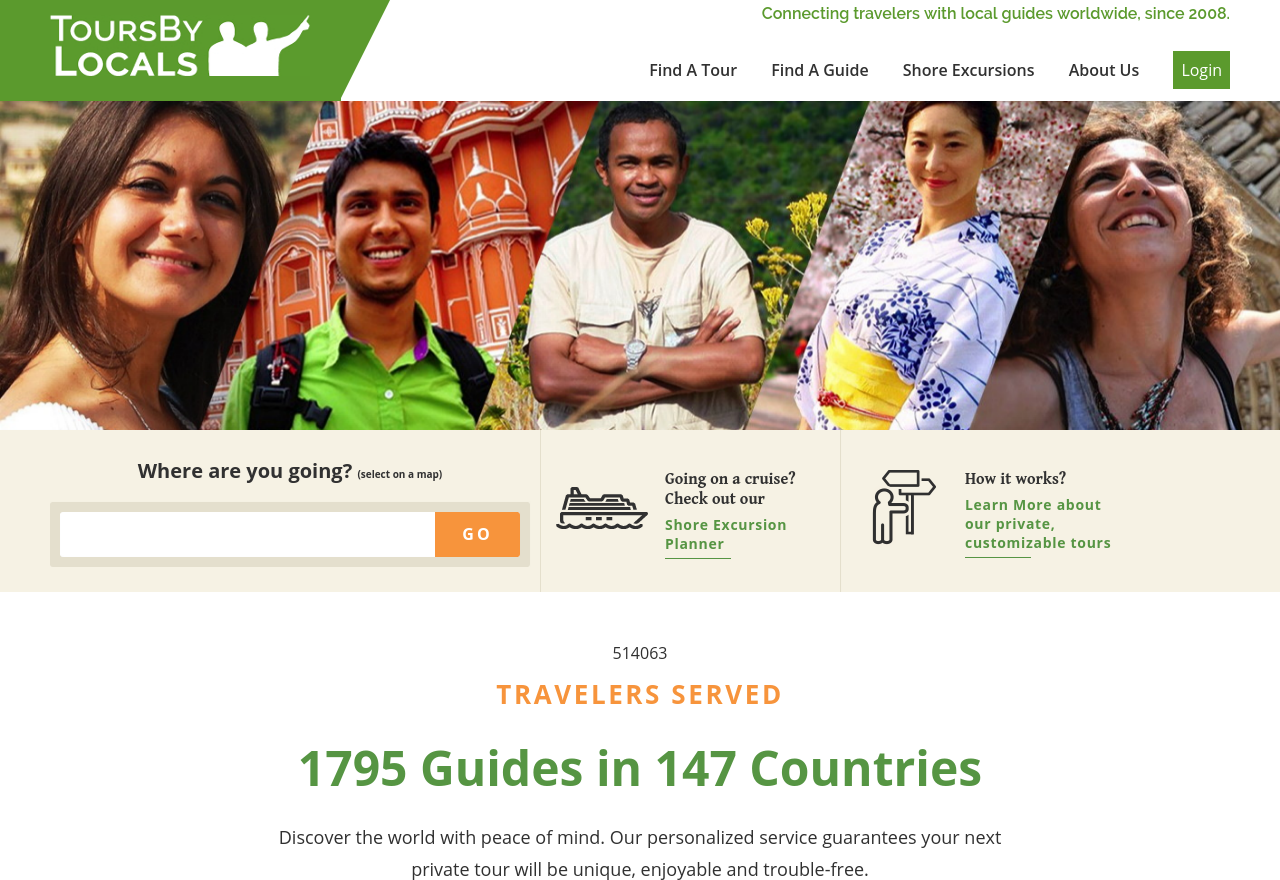 TOURSBY
LOCALS
Connecting travelers with local guides worldwide, since 2008.
Find A Tour
Find A Guide
Shore Excursions
About Us
Login
Where are you going? (select on a map)
GO
Going on a cruise?
Check out our
Shore Excursion
Planner
How it works?
Learn More about
our private,
customizable tours
514063
TRAVELERS SERVED
1795 Guides in 147 Countries
Discover the world with peace of mind. Our personalized service guarantees your next
private tour will be unique, enjoyable and trouble-free.